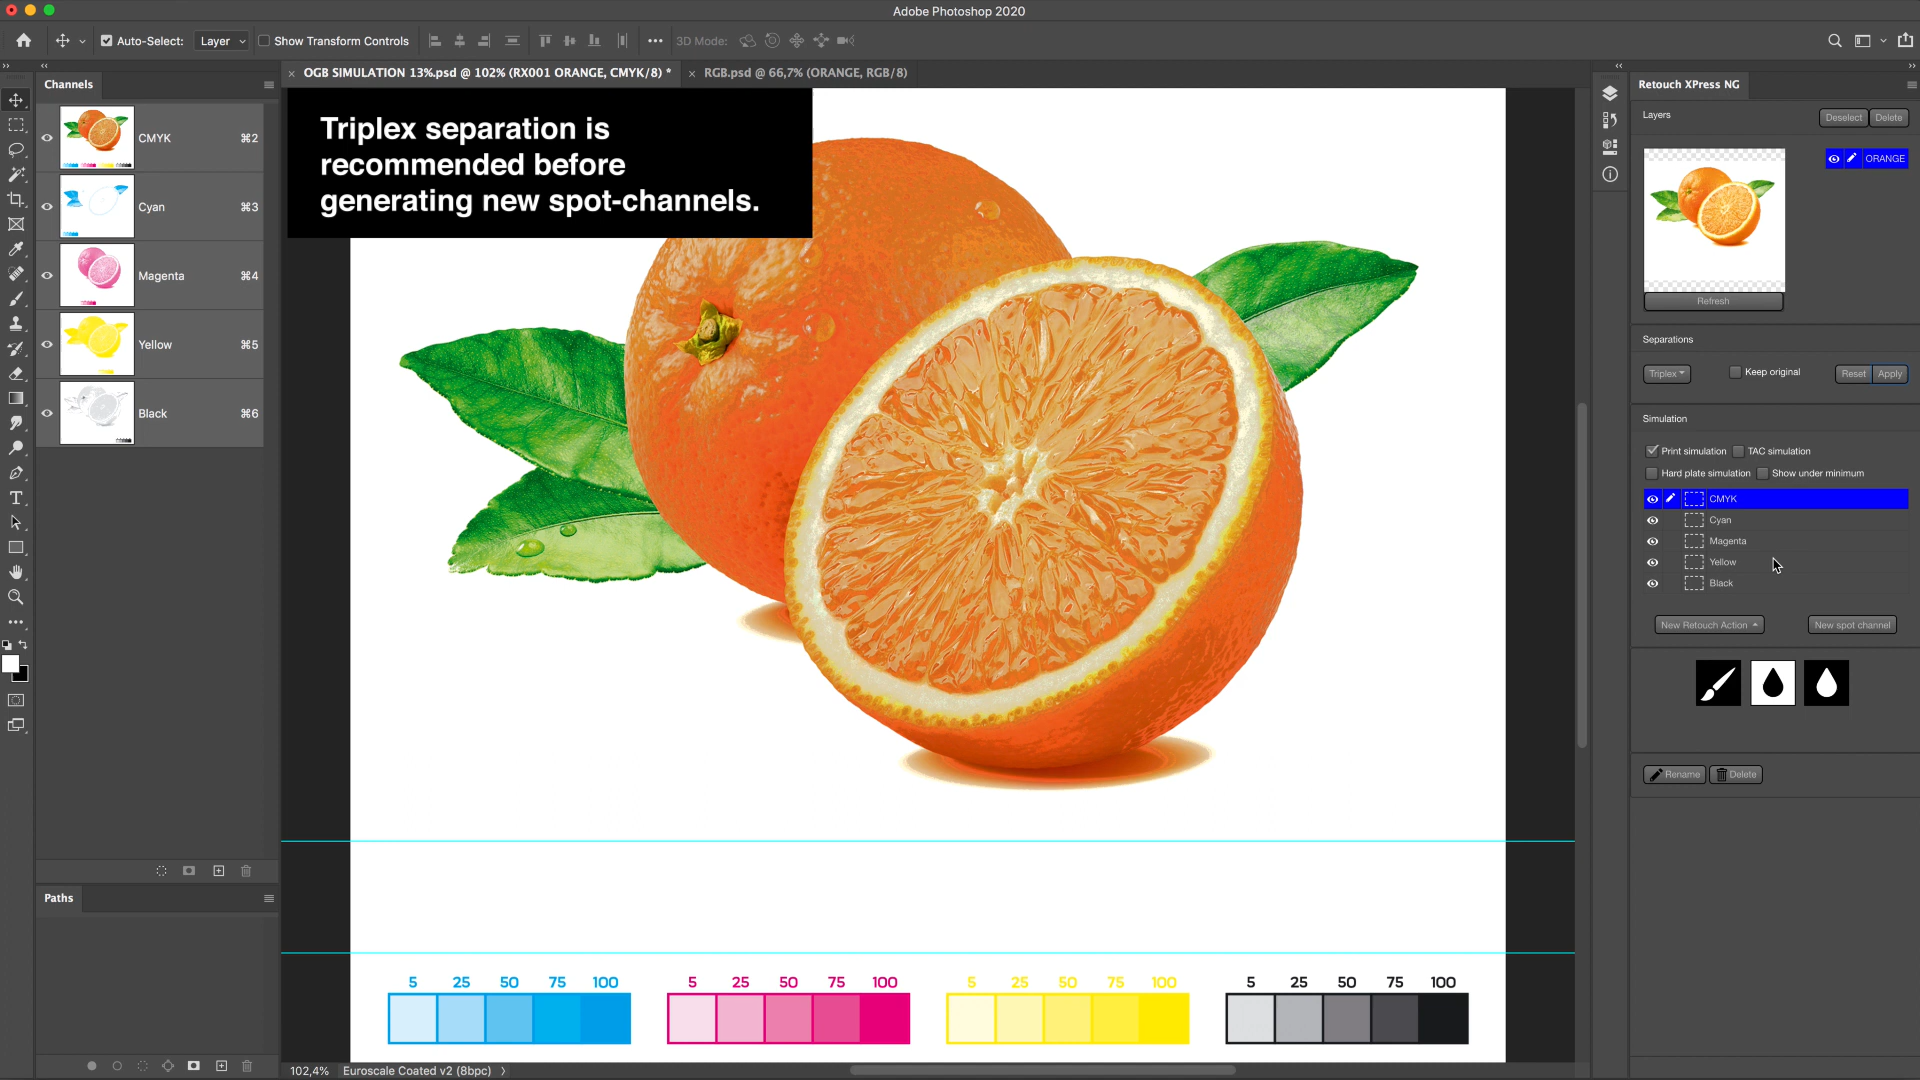 Adobe Photoshop 2020
Auto-Select: Layer Show Transform Controls 3D Mode:
Channels
OGB SIMULATION 13%.psd @ 102% (RX001 ORANGE, CMYK/8) *
RGB.psd @ 66,7% (ORANGE, RGB/8)
Retouch XPress NG
CMYK ⌘2
Cyan ⌘3
Magenta ⌘4
Yellow ⌘5
Black ⌘6
Paths
Triplex separation is
recommended before
generating new spot-channels.
5 25 50 75 100
5 25 50 75 100
5 25 50 75 100
5 25 50 75 100
102,4% Euroscale Coated v2 (8bpc)
Layers
Deselect Delete
ORANGE
Refresh
Separations
Triplex Keep original Reset Apply
Simulation
Print simulation TAC simulation
Hard plate simulation Show under minimum
CMYK
Cyan
Magenta
Yellow
Black
New Retouch Action New spot channel
Rename Delete